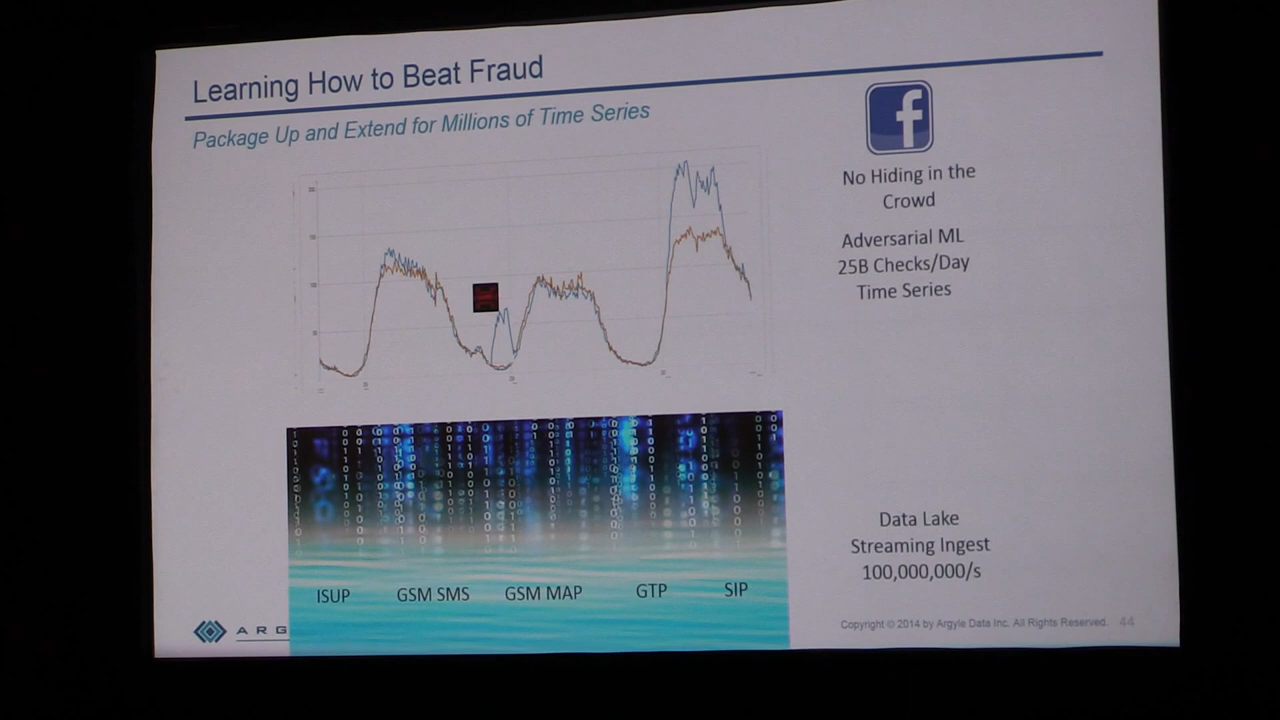 Learning How to Beat Fraud
Package Up and Extend for Millions of Time Series
No Hiding in the
Crowd
Adversarial ML
25B Checks/Day
Time Series
Data Lake
Streaming Ingest
100,000,000/s
ISUP GSM SMS GSM MAP GTP SIP
ARG
Copyright © 2014 by Argyle Data Inc. All Rights Reserved. 44